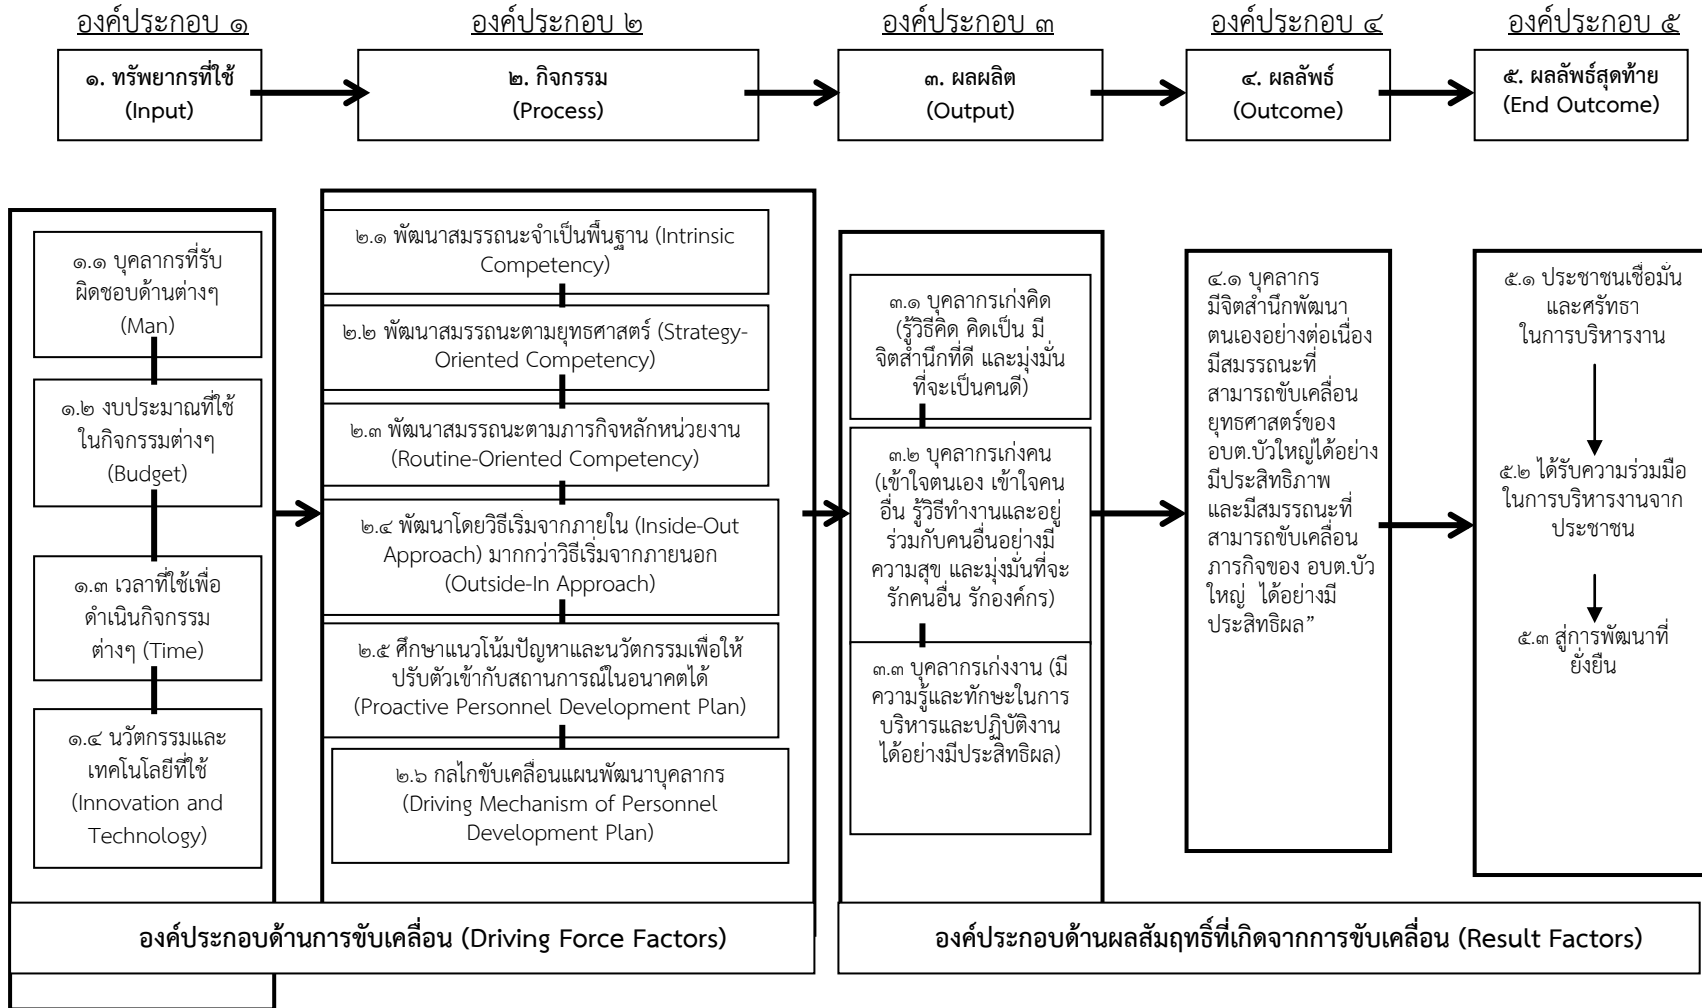 องค์ประกอบ ๑
องค์ประกอบ ๒
องค์ประกอบ ๓
องค์ประกอบ ๔
องค์ประกอบ ๕
๑. ทรัพยากรที่ใช้
(Input)
๒. กิจกรรม
(Process)
๓. ผลผลิต
(Output)
๔. ผลลัพธ์
(Outcome)
๕. ผลลัพธ์สุดท้าย
(End Outcome)
๑.๑ บุคลากรที่รับ
ผิดชอบด้านต่างๆ
(Man)
๑.๒ งบประมาณที่ใช้
ในกิจกรรมต่างๆ
(Budget)
๑.๓ เวลาที่ใช้เพื่อ
ดำเนินกิจกรรม
ต่างๆ (Time)
๑.๔ นวัตกรรมและ
เทคโนโลยีที่ใช้
(Innovation and
Technology)
๒.๑ พัฒนาสมรรถนะจำเป็นพื้นฐาน (Intrinsic
Competency)
๒.๒ พัฒนาสมรรถนะตามยุทธศาสตร์ (Strategy-
Oriented Competency)
๒.๓ พัฒนาสมรรถนะตามภารกิจหลักหน่วยงาน
(Routine-Oriented Competency)
๒.๔ พัฒนาโดยวิธีเริ่มจากภายใน (Inside-Out
Approach) มากกว่าวิธีเริ่มจากภายนอก
(Outside-In Approach)
๒.๕ ศึกษาแนวโน้มปัญหาและนวัตกรรมเพื่อให้
ปรับตัวเข้ากับสถานการณ์ในอนาคตได้
(Proactive Personnel Development Plan)
๒.๖ กลไกขับเคลื่อนแผนพัฒนาบุคลากร
(Driving Mechanism of Personnel
Development Plan)
๓.๑ บุคลากรเก่งคิด
(รู้วิธีคิด คิดเป็น มี
จิตสำนึกที่ดี และมุ่งมั่น
ที่จะเป็นคนดี)
๓.๒ บุคลากรเก่งคน
(เข้าใจตนเอง เข้าใจคน
อื่น รู้วิธีทำงานและอยู่
ร่วมกับคนอื่นอย่างมี
ความสุข และมุ่งมั่นที่จะ
รักคนอื่น รักองค์กร)
๓.๓ บุคลากรเก่งงาน (มี
ความรู้และทักษะในการ
บริหารและปฏิบัติงาน
ได้อย่างมีประสิทธิผล)
๔.๑ บุคลากร
มีจิตสำนึกพัฒนา
ตนเองอย่างต่อเนื่อง
มีสมรรถนะที่
สามารถขับเคลื่อน
ยุทธศาสตร์ของ
อบต.บัวใหญ่ได้อย่าง
มีประสิทธิภาพ
และมีสมรรถนะที่
สามารถขับเคลื่อน
ภารกิจของ อบต.บัว
ใหญ่ ได้อย่างมี
ประสิทธิผล”
๕.๑ ประชาชนเชื่อมั่น
และศรัทธา
ในการบริหารงาน
๕.๒ ได้รับความร่วมมือ
ในการบริหารงานจาก
ประชาชน
๕.๓ สู่การพัฒนาที่
ยั่งยืน
องค์ประกอบด้านการขับเคลื่อน (Driving Force Factors)
องค์ประกอบด้านผลสัมฤทธิ์ที่เกิดจากการขับเคลื่อน (Result Factors)